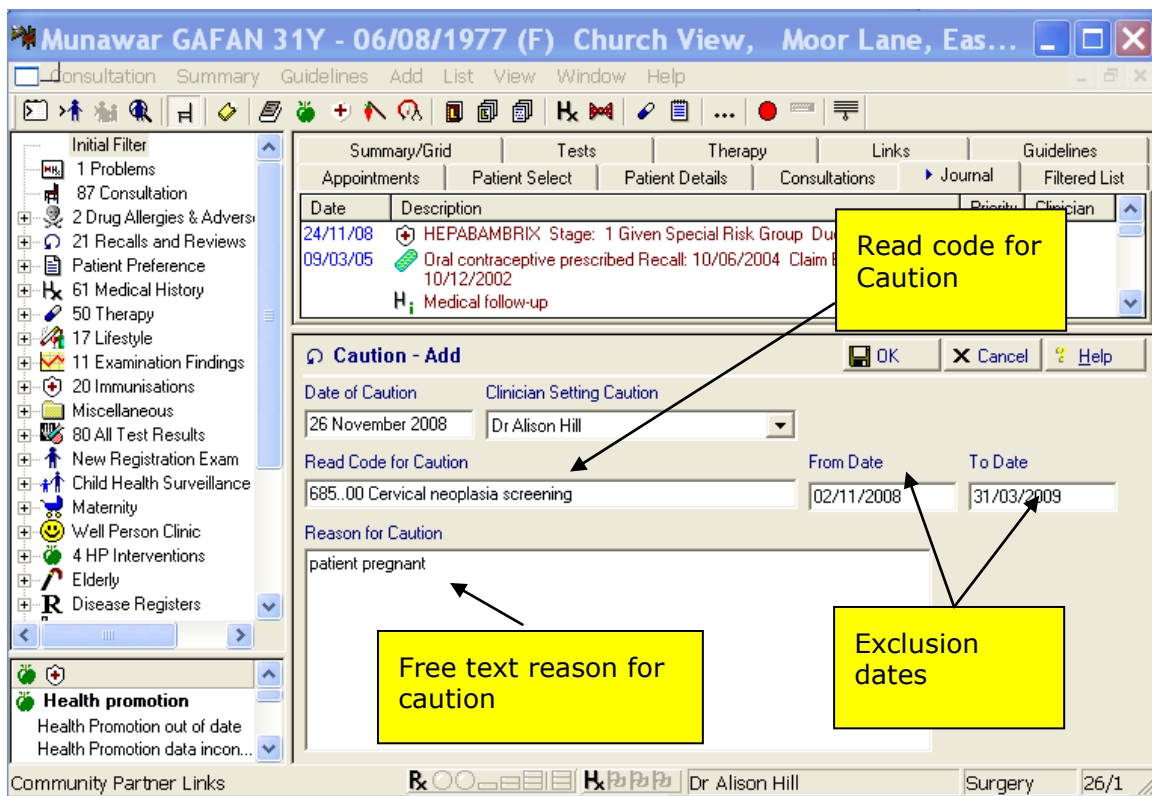 Munawar GAFAN 31Y - 06/08/1977 (F) Church View, Moor Lane, Eas...
Consultation Summary Guidelines Add List View Window Help
Initial Filter
1 Problems
87 Consultation
2 Drug Allergies & Advers
21 Recalls and Reviews
Patient Preference
61 Medical History
50 Therapy
17 Lifestyle
11 Examination Findings
20 Immunisations
Miscellaneous
80 All Test Results
New Registration Exam
Child Health Surveillance
Maternity
Well Person Clinic
4 HP Interventions
Elderly
Disease Registers
Health promotion
Health Promotion out of date
Health Promotion data incon...
Summary/Grid Tests Therapy Links Guidelines
Appointments Patient Select Patient Details Consultations Journal Filtered List
Date Description Priority Clinician
24/11/08 HEPABAMBRIX Stage: 1 Given Special Risk Group Du
09/03/05 Oral contraceptive prescribed Recall: 10/06/2004 Claim
10/12/2002
Medical follow-up
Read code for
Caution
Caution - Add
OK Cancel Help
Date of Caution Clinician Setting Caution
26 November 2008 Dr Alison Hill
Read Code for Caution From Date To Date
685..00 Cervical neoplasia screening 02/11/2008 31/03/2009
Reason for Caution
patient pregnant
Free text reason for
caution
Exclusion
dates
Community Partner Links Dr Alison Hill Surgery 26/1